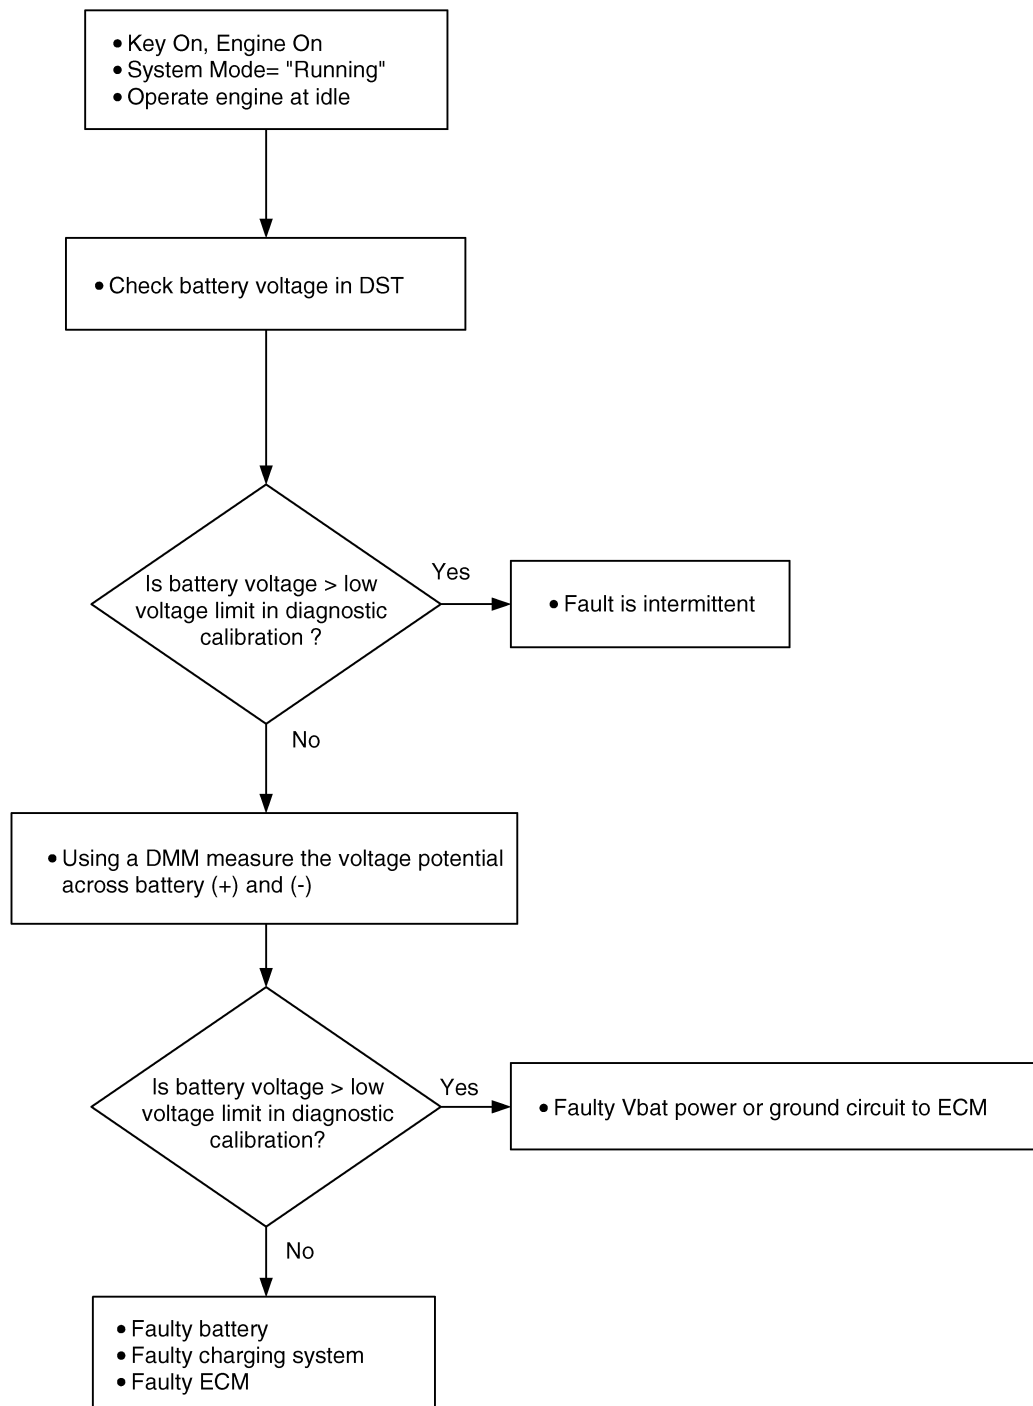 • Key On, Engine On
• System Mode= "Running"
• Operate engine at idle
• Check battery voltage in DST
Is battery voltage > low
voltage limit in diagnostic
calibration ?
Yes
• Fault is intermittent
No
• Using a DMM measure the voltage potential
across battery (+) and (-)
Is battery voltage > low
voltage limit in diagnostic
calibration?
Yes
• Faulty Vbat power or ground circuit to ECM
No
• Faulty battery
• Faulty charging system
• Faulty ECM